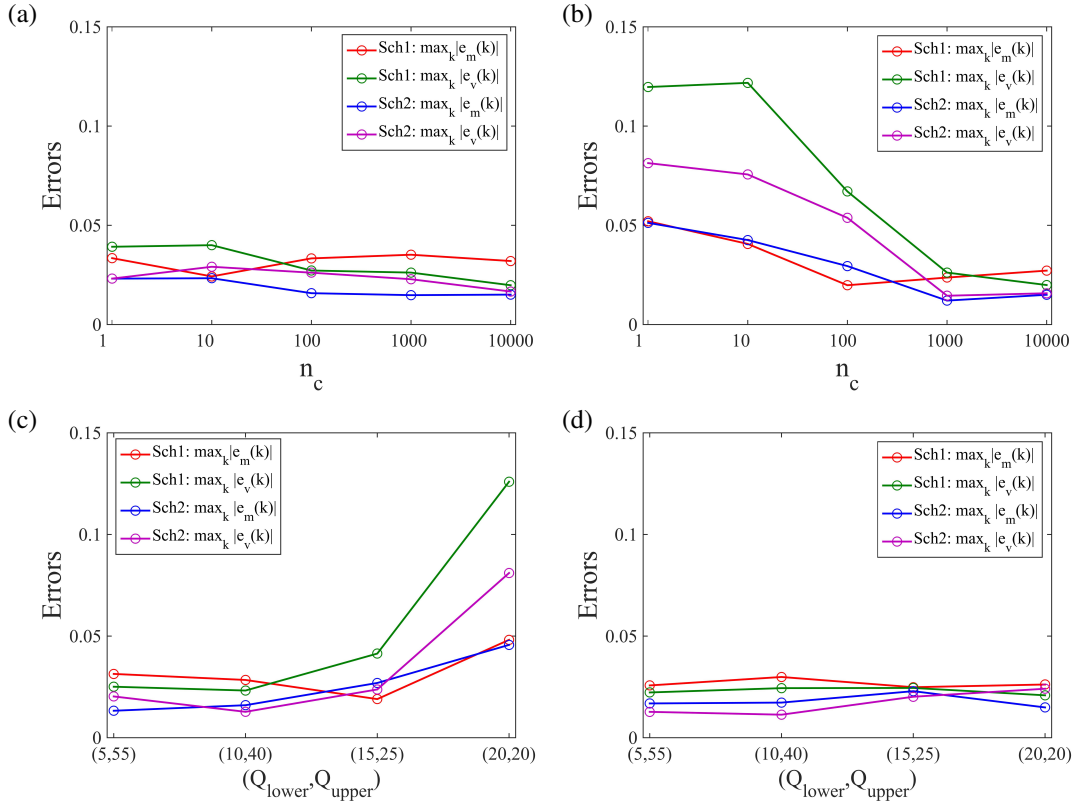 (a)
0.15
0.1
0.05
0
Errors
Sch1: max_k|e_m(k)|
Sch1: max_k |e_v(k)|
Sch2: max_k |e_m(k)|
Sch2: max_k |e_v(k)|
1 10 100 1000 10000
n_c
(b)
0.15
0.1
0.05
0
Errors
Sch1: max_k|e_m(k)|
Sch1: max_k |e_v(k)|
Sch2: max_k |e_m(k)|
Sch2: max_k |e_v(k)|
1 10 100 1000 10000
n_c
(c)
0.15
0.1
0.05
0
Errors
Sch1: max_k|e_m(k)|
Sch1: max_k |e_v(k)|
Sch2: max_k |e_m(k)|
Sch2: max_k |e_v(k)|
(5,55) (10,40) (15,25) (20,20)
(Q_lower,Q_upper)
(d)
0.15
0.1
0.05
0
Errors
Sch1: max_k|e_m(k)|
Sch1: max_k |e_v(k)|
Sch2: max_k |e_m(k)|
Sch2: max_k |e_v(k)|
(5,55) (10,40) (15,25) (20,20)
(Q_lower,Q_upper)